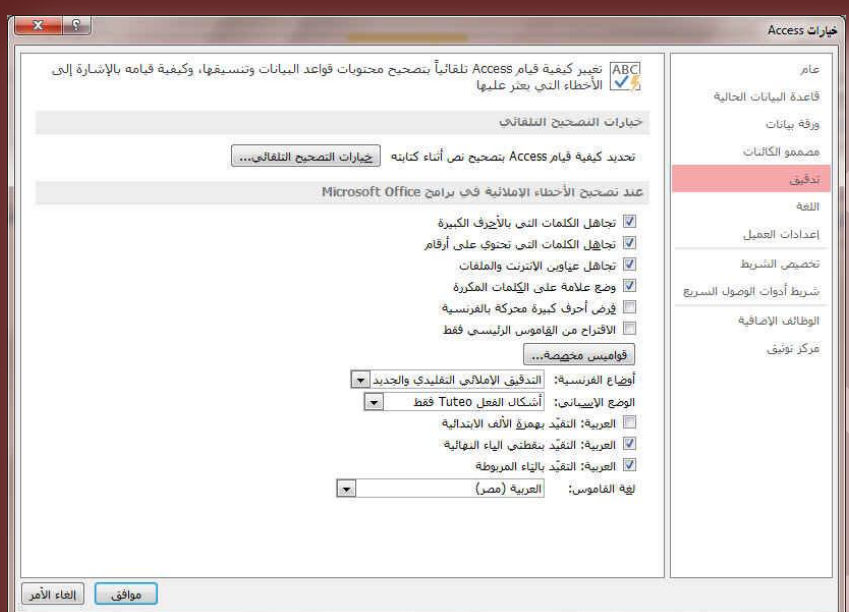 خيارات Access
عام
قاعدة البيانات الحالية
ورقة بيانات
مصممو الكائنات
تدقيق
اللغة
إعدادات العميل
تخصيص الشريط
شريط أدوات الوصول السريع
الوظائف الإضافية
مركز توثيق
ABC
تغيير كيفية قيام Access تلقائياً بتصحيح محتويات قواعد البيانات وتنسيقها، وكيفية قيامه بالإشارة إلى
الأخطاء التي يعثر عليها
خيارات التصحيح التلقائي
تحديد كيفية قيام Access بتصحيح نص أثناء كتابته خيارات التصحيح التلقائي...
عند تصحيح الأخطاء الإملائية في برامج Microsoft Office
تجاهل الكلمات التي بالأحرف الكبيرة
تجاهل الكلمات التي تحتوي على أرقام
تجاهل عناوين الإنترنت والملفات
وضع علامة على الكلمات المكررة
فرض أحرف كبيرة محركة بالفرنسية
الاقتراح من القاموس الرئيسي فقط
قواميس مخصصة...
أوضاع الفرنسية: التدقيق الإملائي التقليدي والجديد
الوضع الإسباني: أشكال الفعل Tuteo فقط
العربية: التقيّد بهمزة الألف الابتدائية
العربية: التقيّد بنقطتي الياء النهائية
العربية: التقيّد بالتاء المربوطة
لغة القاموس: العربية (مصر)
موافق إلغاء الأمر